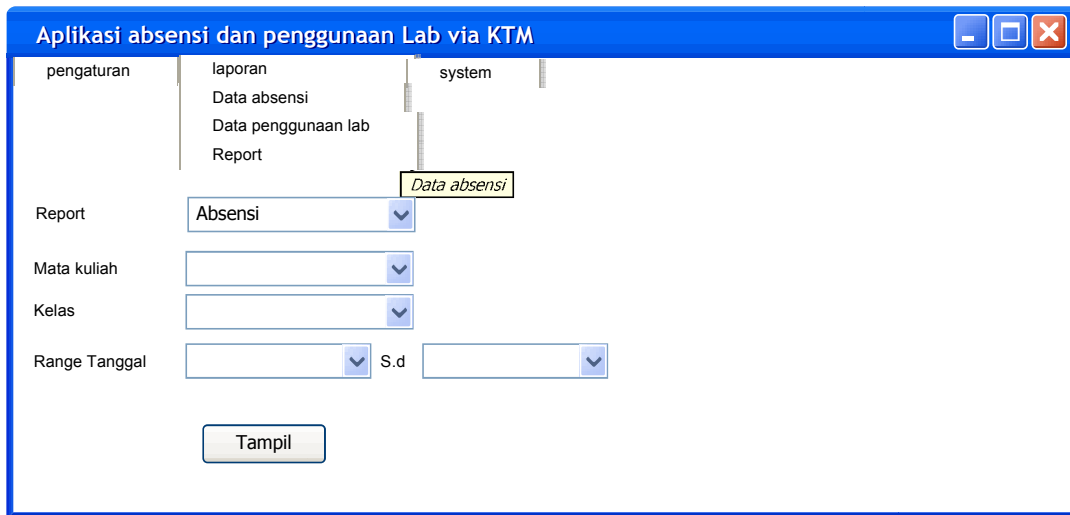 Aplikasi absensi dan penggunaan Lab via KTM
pengaturan laporan system
Data absensi
Data penggunaan lab
Report
Data absensi
Report Absensi
Mata kuliah
Kelas
Range Tanggal S.d
Tampil